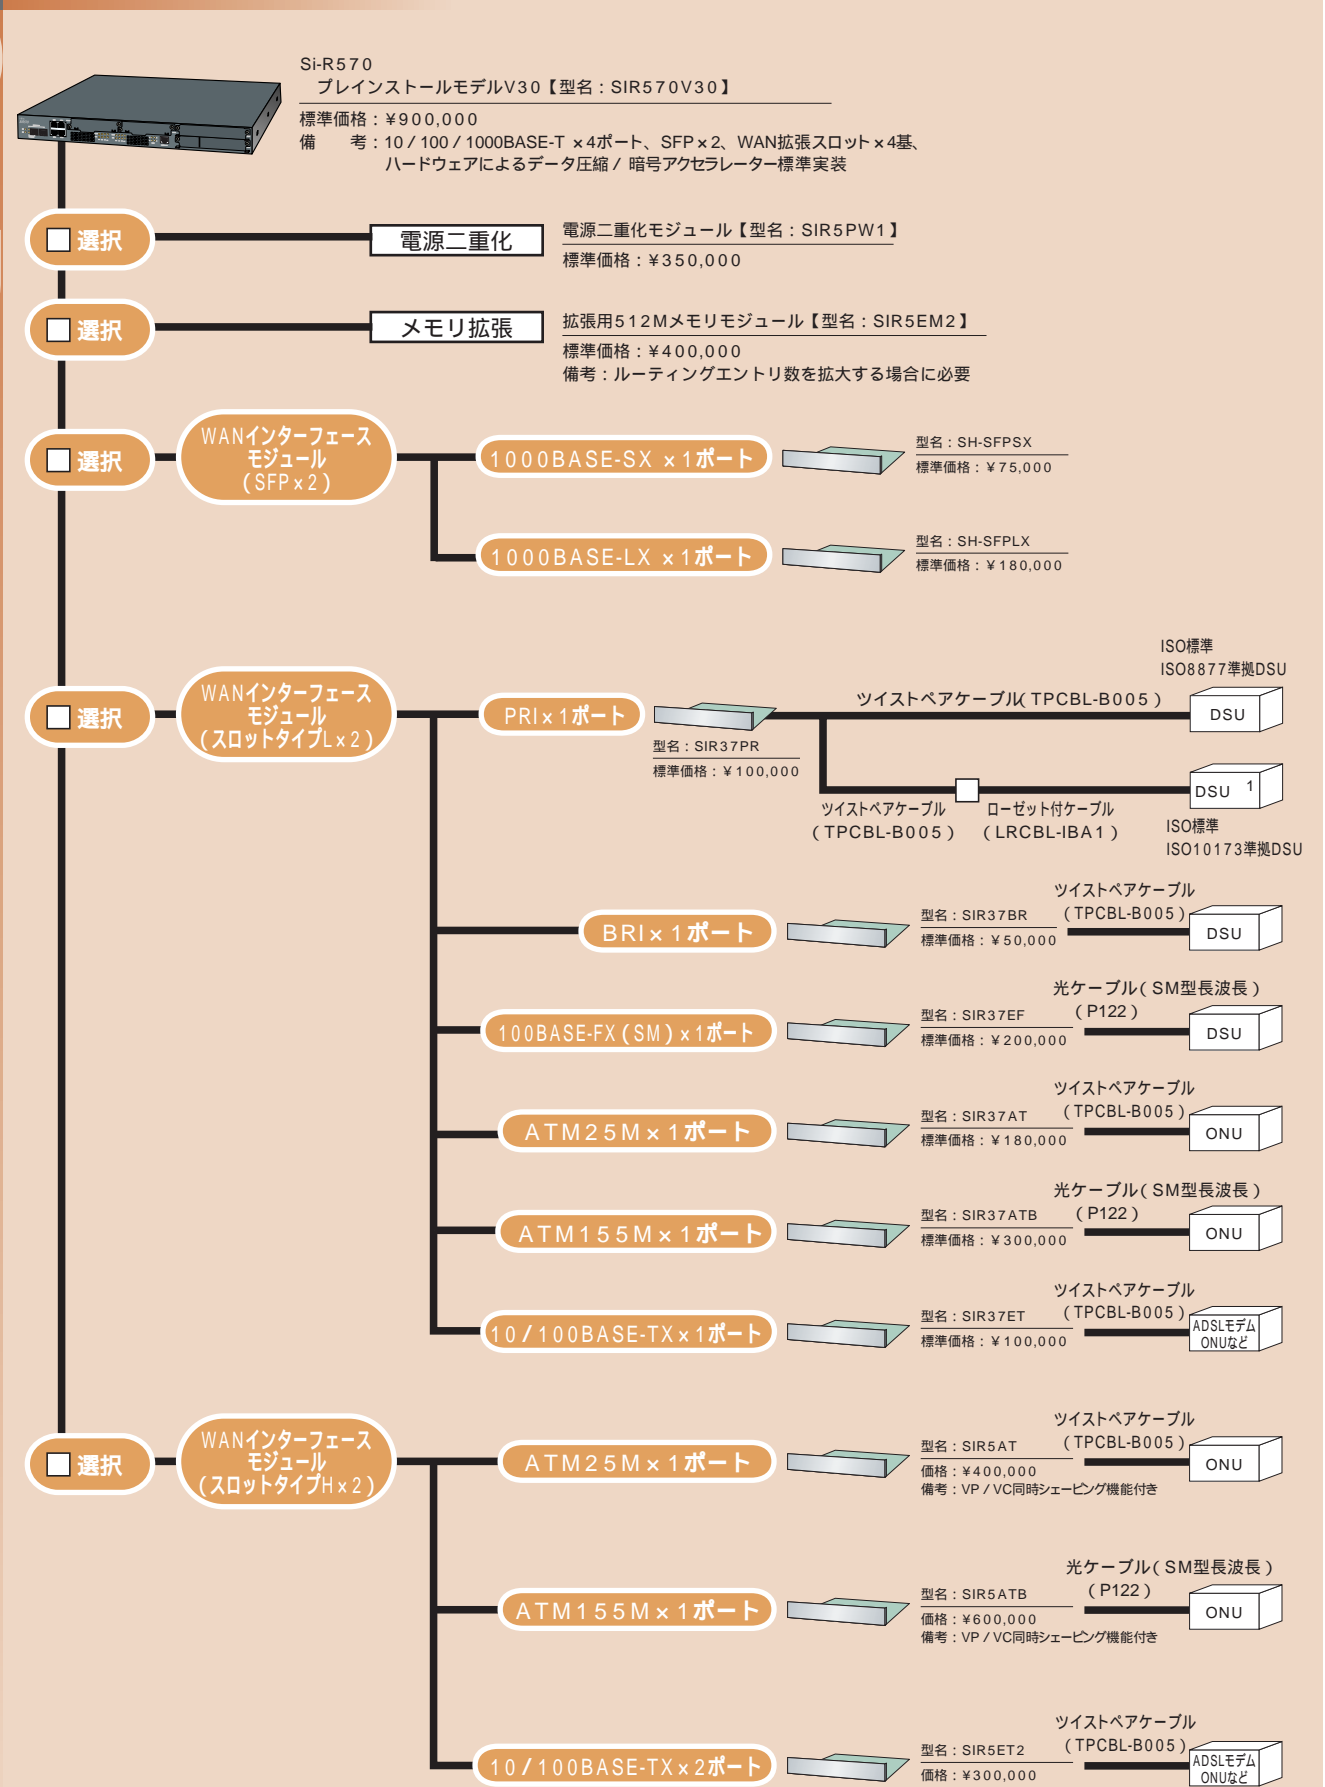 Si-R570
プレインストールモデルV30【型名：SIR570V30】
標準価格：¥900,000
備　考：10/100/1000BASE-T ×4ポート、SFP×2、WAN拡張スロット×4基、
ハードウェアによるデータ圧縮/暗号アクセラレーター標準実装
□選択
電源二重化
電源二重化モジュール【型名：SIR5PW1】
標準価格：¥350,000
□選択
メモリ拡張
拡張用512Mメモリモジュール【型名：SIR5EM2】
標準価格：¥400,000
備考：ルーティングエントリ数を拡大する場合に必要
□選択
WANインターフェース
モジュール
（SFP×2）
1000BASE-SX ×1ポート
型名：SH-SFPSX
標準価格：¥75,000
1000BASE-LX ×1ポート
型名：SH-SFPLX
標準価格：¥180,000
□選択
WANインターフェース
モジュール
（スロットタイプL×2）
PRI×1ポート
型名：SIR37PR
標準価格：¥100,000
ツイストペアケーブル（TPCBL-B005）
ISO標準
ISO8877準拠DSU
DSU
ツイストペアケーブル
（TPCBL-B005）
ローゼット付ケーブル
（LRCBL-IBA1）
DSU 1
ISO標準
ISO10173準拠DSU
BRI×1ポート
型名：SIR37BR
標準価格：¥50,000
ツイストペアケーブル
（TPCBL-B005）
DSU
100BASE-FX（SM）×1ポート
型名：SIR37EF
標準価格：¥200,000
光ケーブル（SM型長波長）
（P122）
DSU
ATM25M×1ポート
型名：SIR37AT
標準価格：¥180,000
ツイストペアケーブル
（TPCBL-B005）
ONU
ATM155M×1ポート
型名：SIR37ATB
標準価格：¥300,000
光ケーブル（SM型長波長）
（P122）
ONU
10/100BASE-TX×1ポート
型名：SIR37ET
標準価格：¥100,000
ツイストペアケーブル
（TPCBL-B005）
ADSLモデム
ONUなど
□選択
WANインターフェース
モジュール
（スロットタイプH×2）
ATM25M×1ポート
型名：SIR5AT
価格：¥400,000
備考：VP/VC同時シェーピング機能付き
ツイストペアケーブル
（TPCBL-B005）
ONU
ATM155M×1ポート
型名：SIR5ATB
価格：¥600,000
備考：VP/VC同時シェーピング機能付き
光ケーブル（SM型長波長）
（P122）
ONU
10/100BASE-TX×2ポート
型名：SIR5ET2
価格：¥300,000
ツイストペアケーブル
（TPCBL-B005）
ADSLモデム
ONUなど